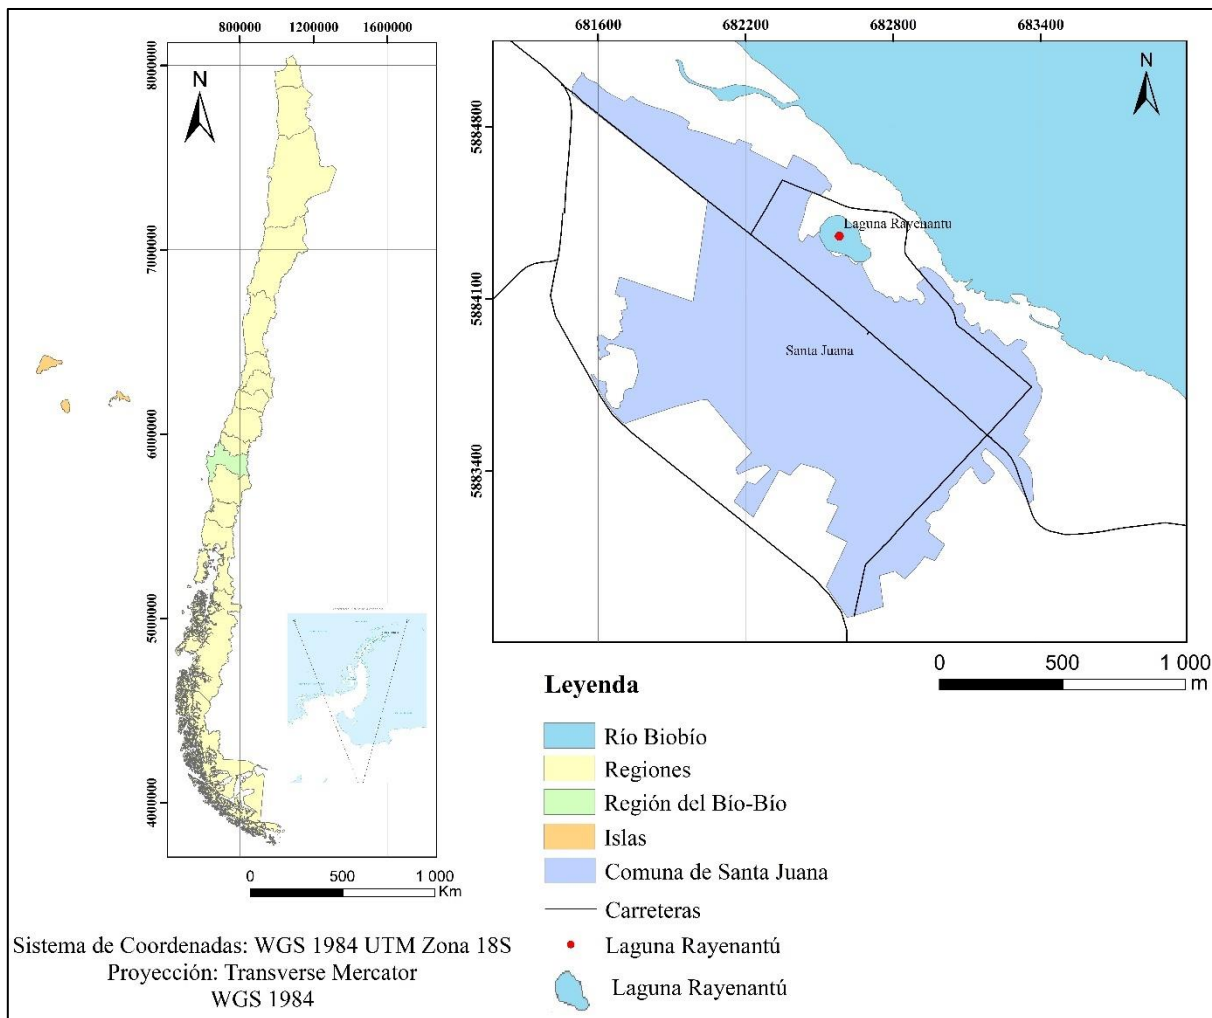 800000 1200000 1600000
N
8000000
7000000
6000000
5000000
4000000
0 500 1 000
Km
681600 682200 682800 683400
N
5884800
5884100
5883400
Laguna Rayenantú
Santa Juana
0 500 1 000
m
Leyenda
Río Biobío
Regiones
Región del Bío-Bío
Islas
Comuna de Santa Juana
Carreteras
Laguna Rayenantú
Laguna Rayenantú
Sistema de Coordenadas: WGS 1984 UTM Zona 18S
Proyección: Transverse Mercator
WGS 1984